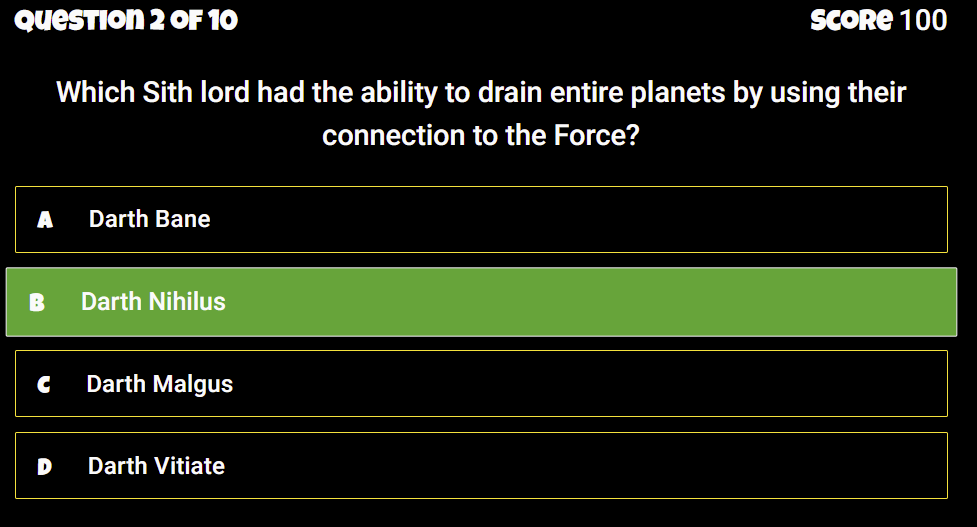 Question 2 of 10
Score 100
Which Sith lord had the ability to drain entire planets by using their
connection to the Force?
A Darth Bane
B Darth Nihilus
C Darth Malgus
D Darth Vitiate